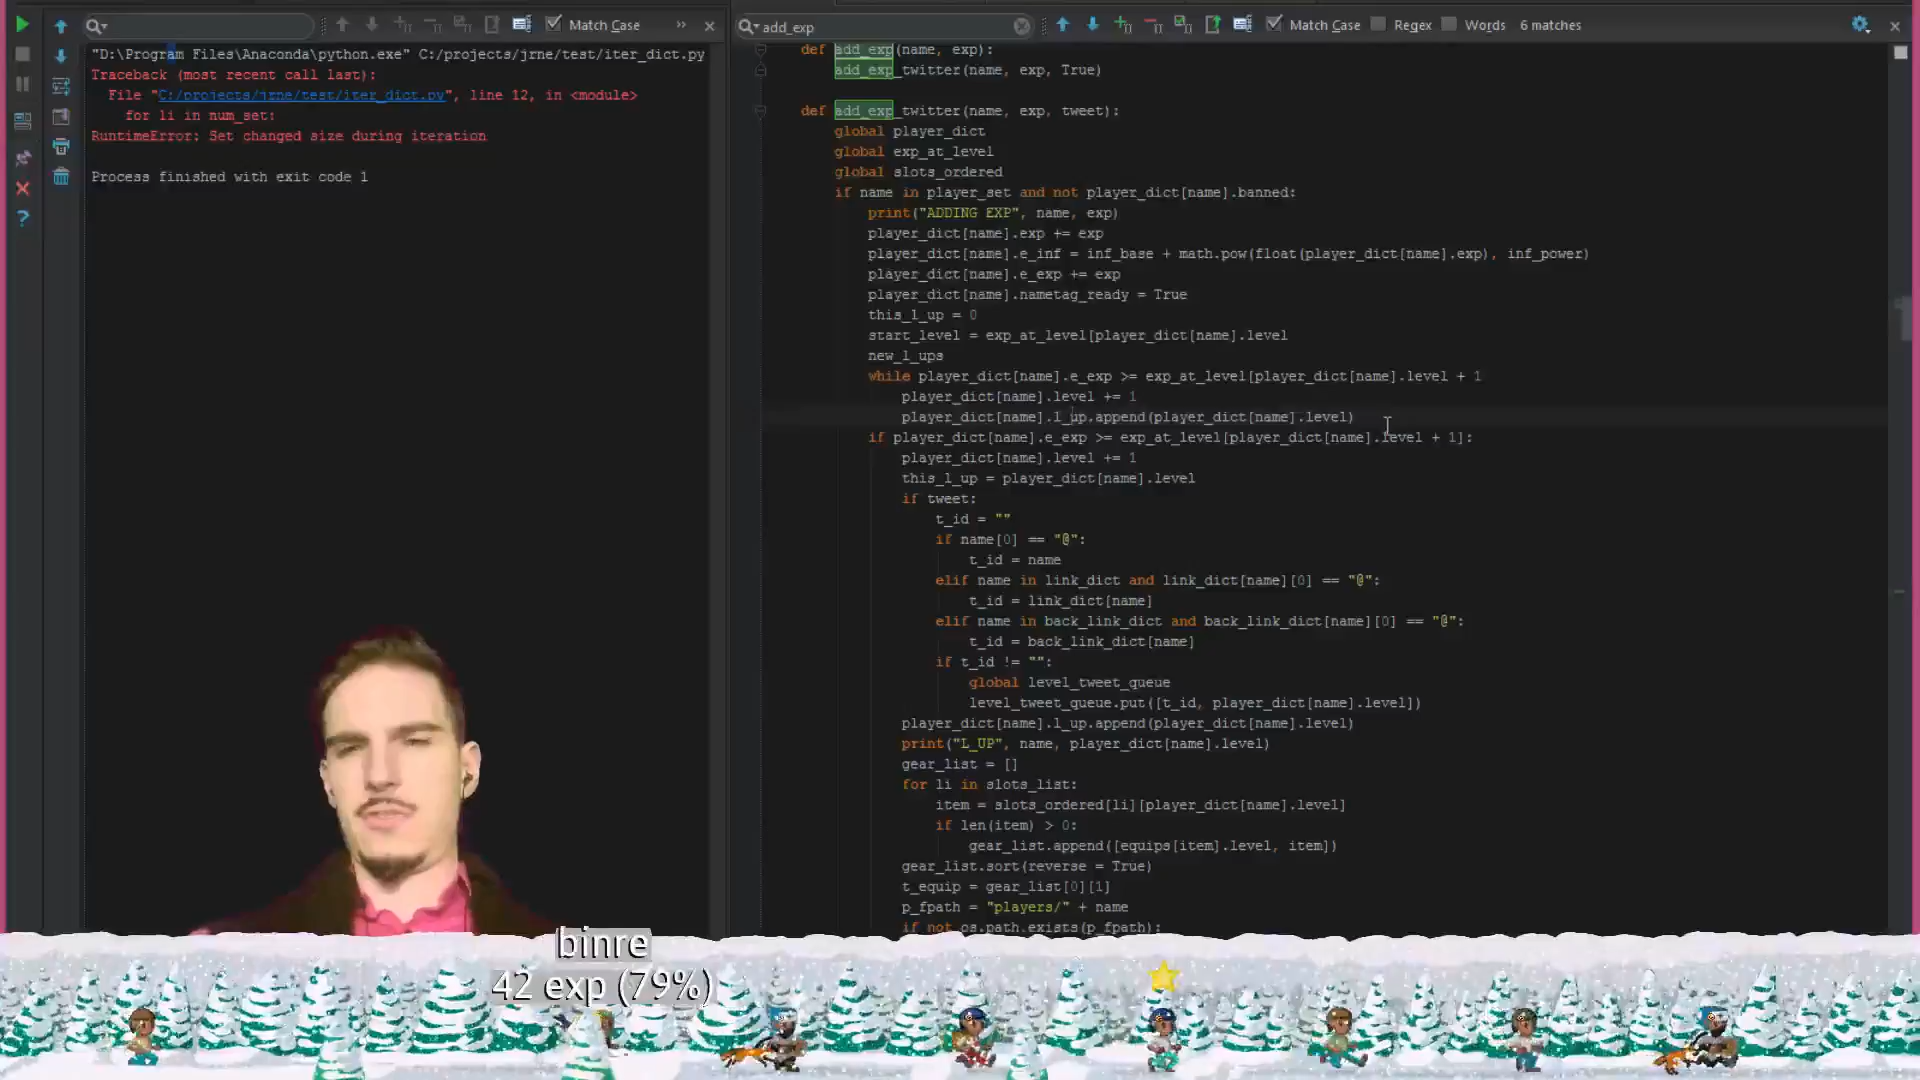 Match Case
"D:\Program Files\Anaconda\python.exe" C:/projects/jrne/test/iter_dict.py
Traceback (most recent call last):
File "C:/projects/jrne/test/iter_dict.py", line 12, in <module>
for li in num_set:
RuntimeError: Set changed size during iteration
Process finished with exit code 1
add_exp
Match Case
Regex
Words
6 matches
def add_exp(name, exp):
add_exp_twitter(name, exp, True)
def add_exp_twitter(name, exp, tweet):
global player_dict
global exp_at_level
global slots_ordered
if name in player_set and not player_dict[name].banned:
print("ADDING EXP", name, exp)
player_dict[name].exp += exp
player_dict[name].e_inf = inf_base + math.pow(float(player_dict[name].exp), inf_power)
player_dict[name].e_exp += exp
player_dict[name].nametag_ready = True
this_l_up = 0
start_level = exp_at_level[player_dict[name].level
new_l_ups
while player_dict[name].e_exp >= exp_at_level[player_dict[name].level + 1
player_dict[name].level += 1
player_dict[name].l_up.append(player_dict[name].level)
if player_dict[name].e_exp >= exp_at_level[player_dict[name].level + 1]:
player_dict[name].level += 1
this_l_up = player_dict[name].level
if tweet:
t_id = ""
if name[0] == "@":
t_id = name
elif name in link_dict and link_dict[name][0] == "@":
t_id = link_dict[name]
elif name in back_link_dict and back_link_dict[name][0] == "@":
t_id = back_link_dict[name]
if t_id != "":
global level_tweet_queue
level_tweet_queue.put([t_id, player_dict[name].level])
player_dict[name].l_up.append(player_dict[name].level)
print("L_UP", name, player_dict[name].level)
gear_list = []
for li in slots_list:
item = slots_ordered[li][player_dict[name].level]
if len(item) > 0:
gear_list.append([equips[item].level, item])
gear_list.sort(reverse = True)
t_equip = gear_list[0][1]
p_fpath = "players/" + name
if not os.path.exists(p_fpath):
binre
42 exp (79%)